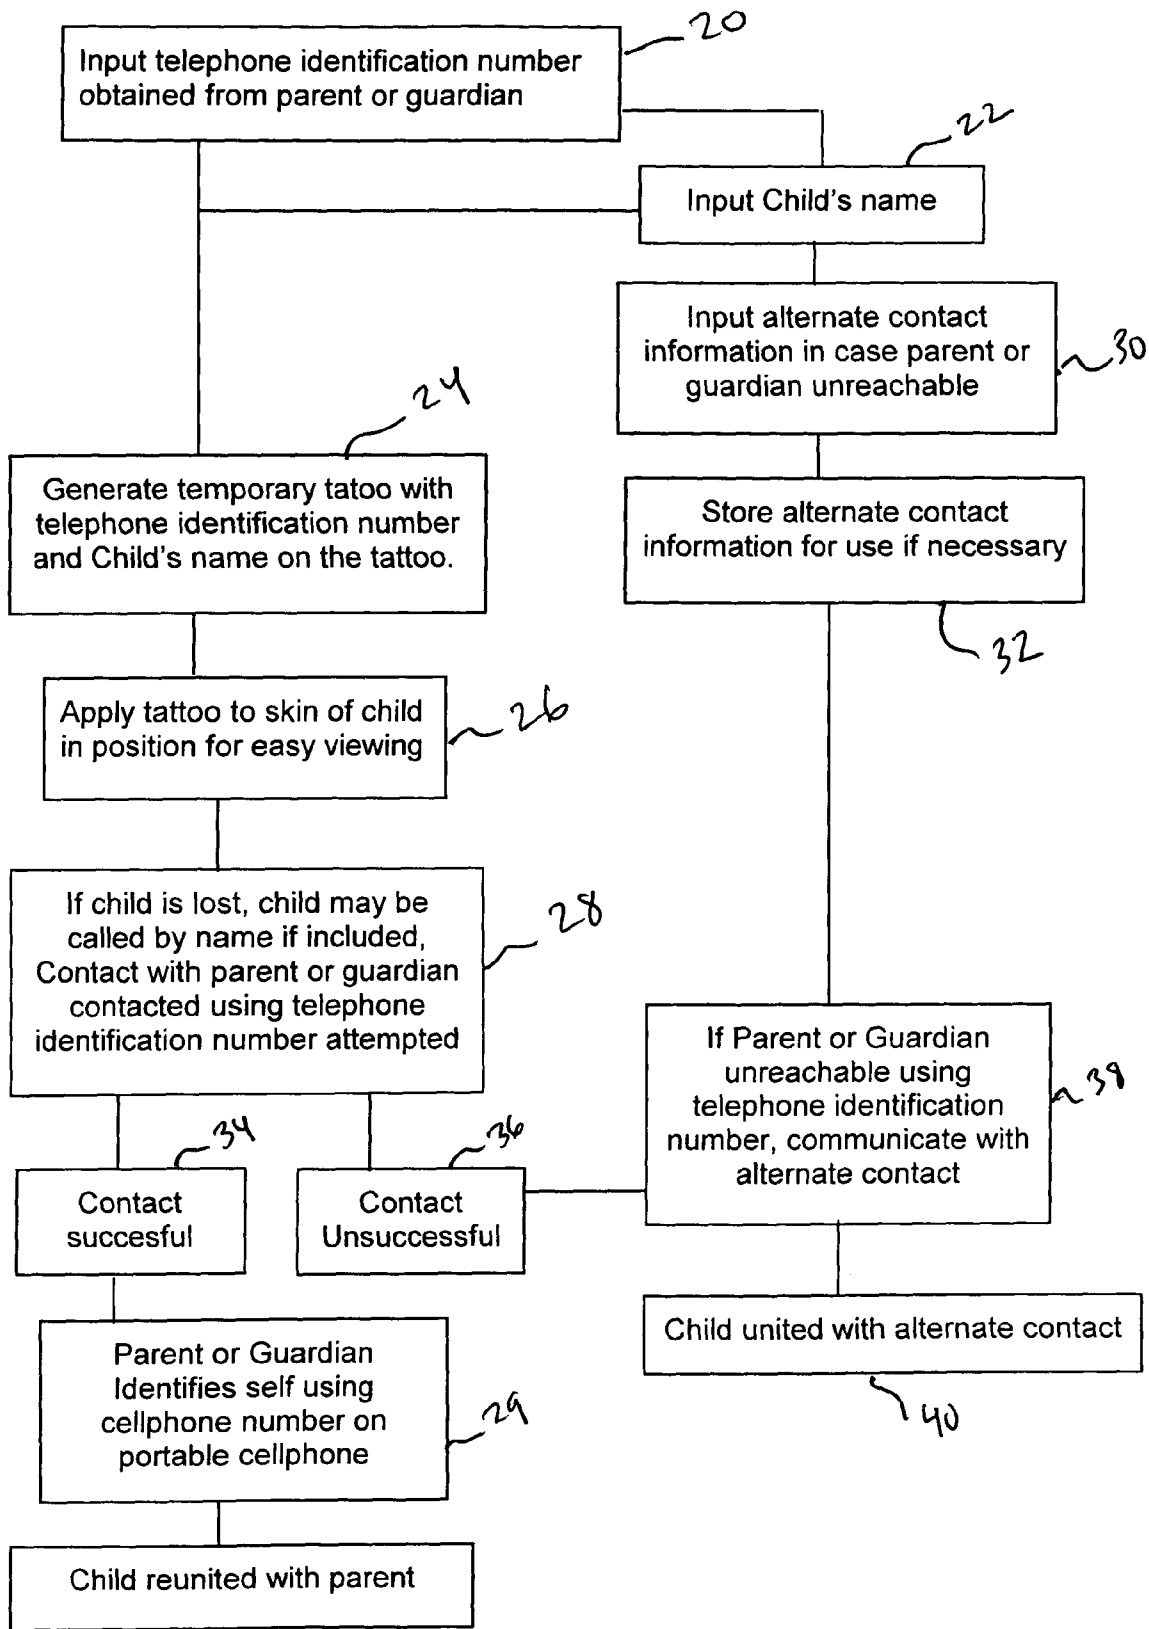 20
Input telephone identification number
obtained from parent or guardian
22
Input Child's name
Input alternate contact
information in case parent or
guardian unreachable
30
24
Generate temporary tatoo with
telephone identification number
and Child's name on the tattoo.
Store alternate contact
information for use if necessary
32
Apply tattoo to skin of child
in position for easy viewing
26
If child is lost, child may be
called by name if included,
Contact with parent or guardian
contacted using telephone
identification number attempted
28
If Parent or Guardian
unreachable using
telephone identification
number, communicate with
alternate contact
38
34
Contact
succesful
36
Contact
Unsuccessful
Child united with alternate contact
40
Parent or Guardian
Identifies self using
cellphone number on
portable cellphone
29
Child reunited with parent